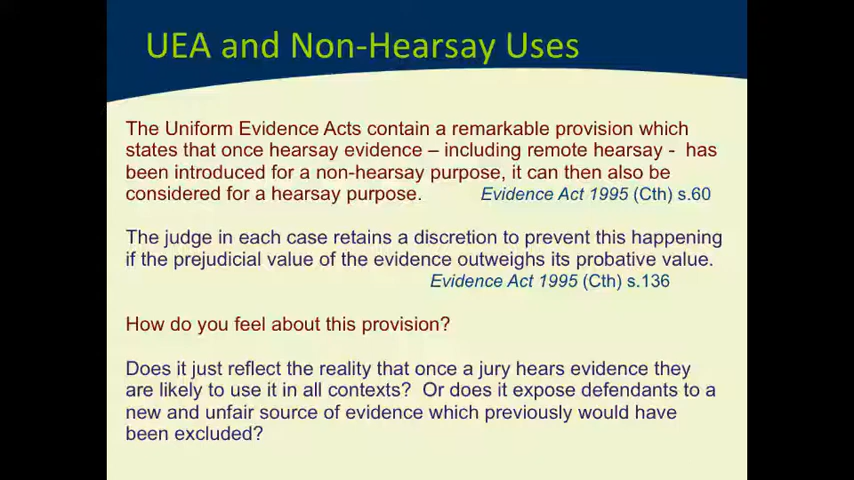 UEA and Non-Hearsay Uses
The Uniform Evidence Acts contain a remarkable provision which
states that once hearsay evidence – including remote hearsay - has
been introduced for a non-hearsay purpose, it can then also be
considered for a hearsay purpose. Evidence Act 1995 (Cth) s.60
The judge in each case retains a discretion to prevent this happening
if the prejudicial value of the evidence outweighs its probative value.
Evidence Act 1995 (Cth) s.136
How do you feel about this provision?
Does it just reflect the reality that once a jury hears evidence they
are likely to use it in all contexts? Or does it expose defendants to a
new and unfair source of evidence which previously would have
been excluded?